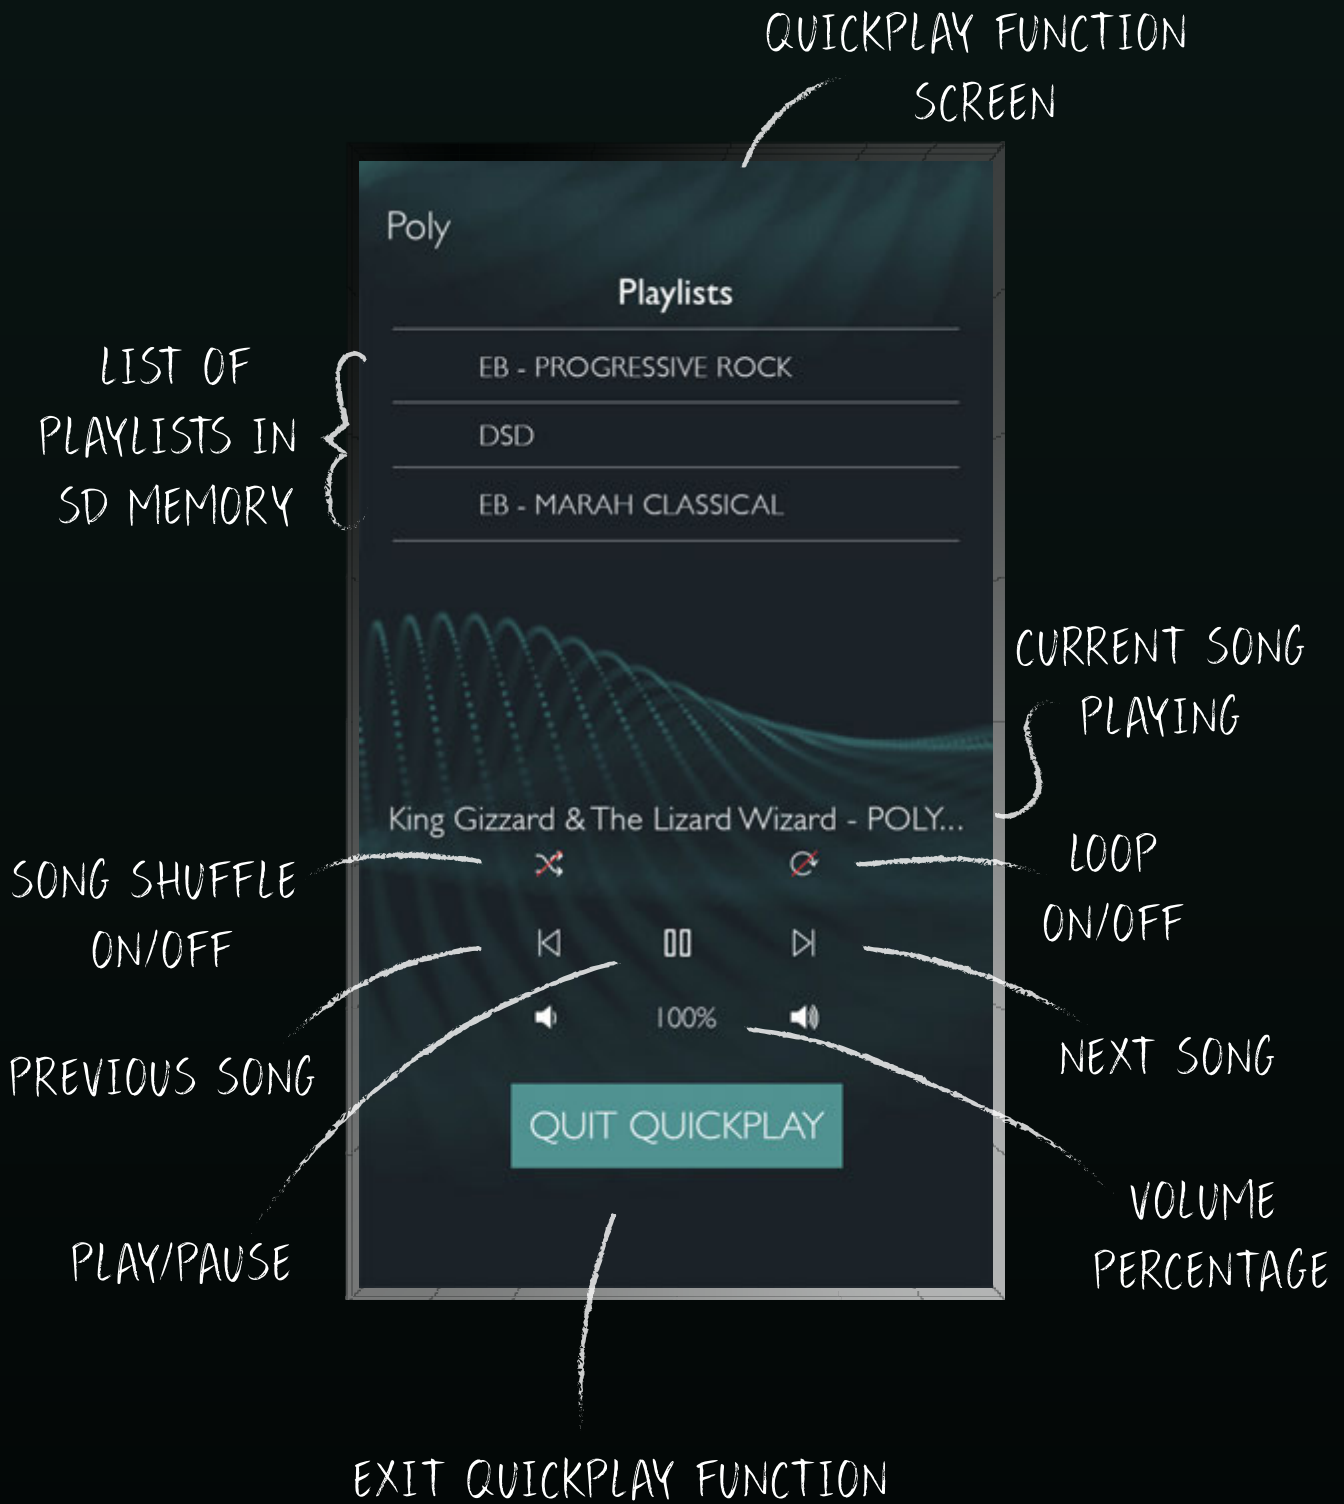 QUICKPLAY FUNCTION
SCREEN
Poly
Playlists
LIST OF
PLAYLISTS IN
SD MEMORY
EB - PROGRESSIVE ROCK
DSD
EB - MARAH CLASSICAL
CURRENT SONG
PLAYING
King Gizzard & The Lizard Wizard - POLY...
SONG SHUFFLE
ON/OFF
LOOP
ON/OFF
PREVIOUS SONG
NEXT SONG
100%
QUIT QUICKPLAY
PLAY/PAUSE
VOLUME
PERCENTAGE
EXIT QUICKPLAY FUNCTION